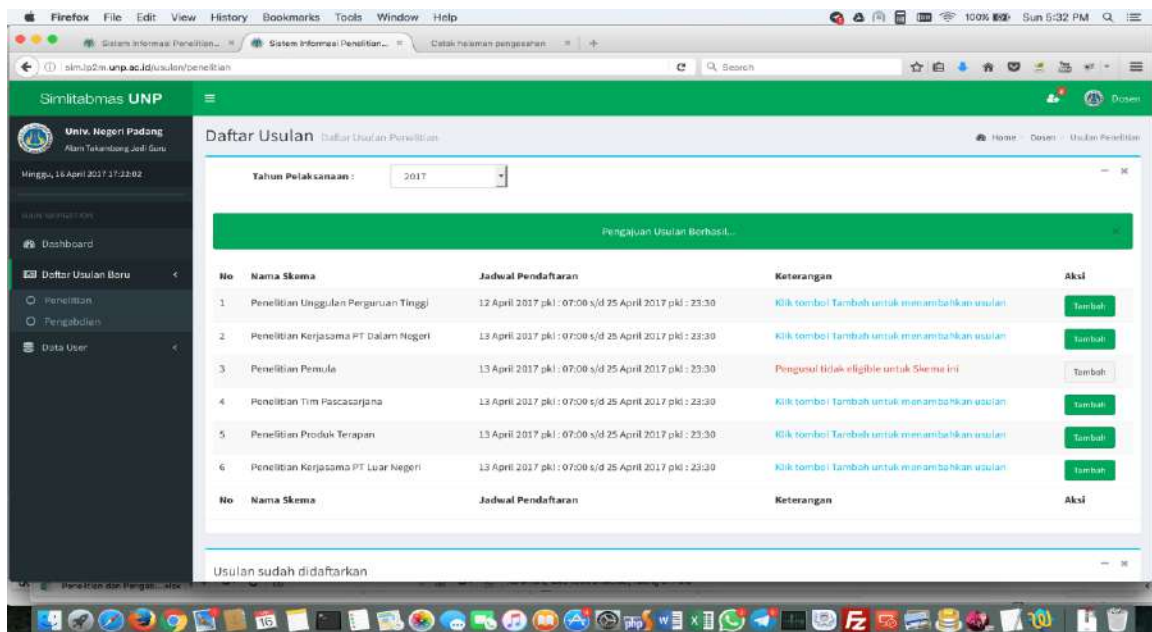 Firefox File Edit View History Bookmarks Tools Window Help 100% Sun 5:32 PM
Sistem Informasi Penelitian... Sistem Informasi Penelitian... Cetak halaman pengesahan
sim.lp2m.unp.ac.id/usulan/penelitian Search
Simlitabmas UNP Dosen
Univ. Negeri Padang
Alam Takambang Jadi Guru
Minggu, 16 April 2017 17:22:02
MAIN NAVIGATION
Dashboard
Daftar Usulan Baru
Penelitian
Pengabdian
Data User
Daftar Usulan Daftar Usulan Penelitian
Home Dosen Usulan Penelitian
Tahun Pelaksanaan : 2017
Pengajuan Usulan Berhasil...
No Nama Skema Jadwal Pendaftaran Keterangan Aksi
1 Penelitian Unggulan Perguruan Tinggi 12 April 2017 pkl : 07:00 s/d 25 April 2017 pkl : 23:30 Klik tombol Tambah untuk menambahkan usulan Tambah
2 Penelitian Kerjasama PT Dalam Negeri 13 April 2017 pkl : 07:00 s/d 25 April 2017 pkl : 23:30 Klik tombol Tambah untuk menambahkan usulan Tambah
3 Penelitian Pemula 13 April 2017 pkl : 07:00 s/d 25 April 2017 pkl : 23:30 Pengusul tidak eligible untuk Skema ini Tambah
4 Penelitian Tim Pascasarjana 13 April 2017 pkl : 07:00 s/d 25 April 2017 pkl : 23:30 Klik tombol Tambah untuk menambahkan usulan Tambah
5 Penelitian Produk Terapan 13 April 2017 pkl : 07:00 s/d 25 April 2017 pkl : 23:30 Klik tombol Tambah untuk menambahkan usulan Tambah
6 Penelitian Kerjasama PT Luar Negeri 13 April 2017 pkl : 07:00 s/d 25 April 2017 pkl : 23:30 Klik tombol Tambah untuk menambahkan usulan Tambah
No Nama Skema Jadwal Pendaftaran Keterangan Aksi
Usulan sudah didaftarkan